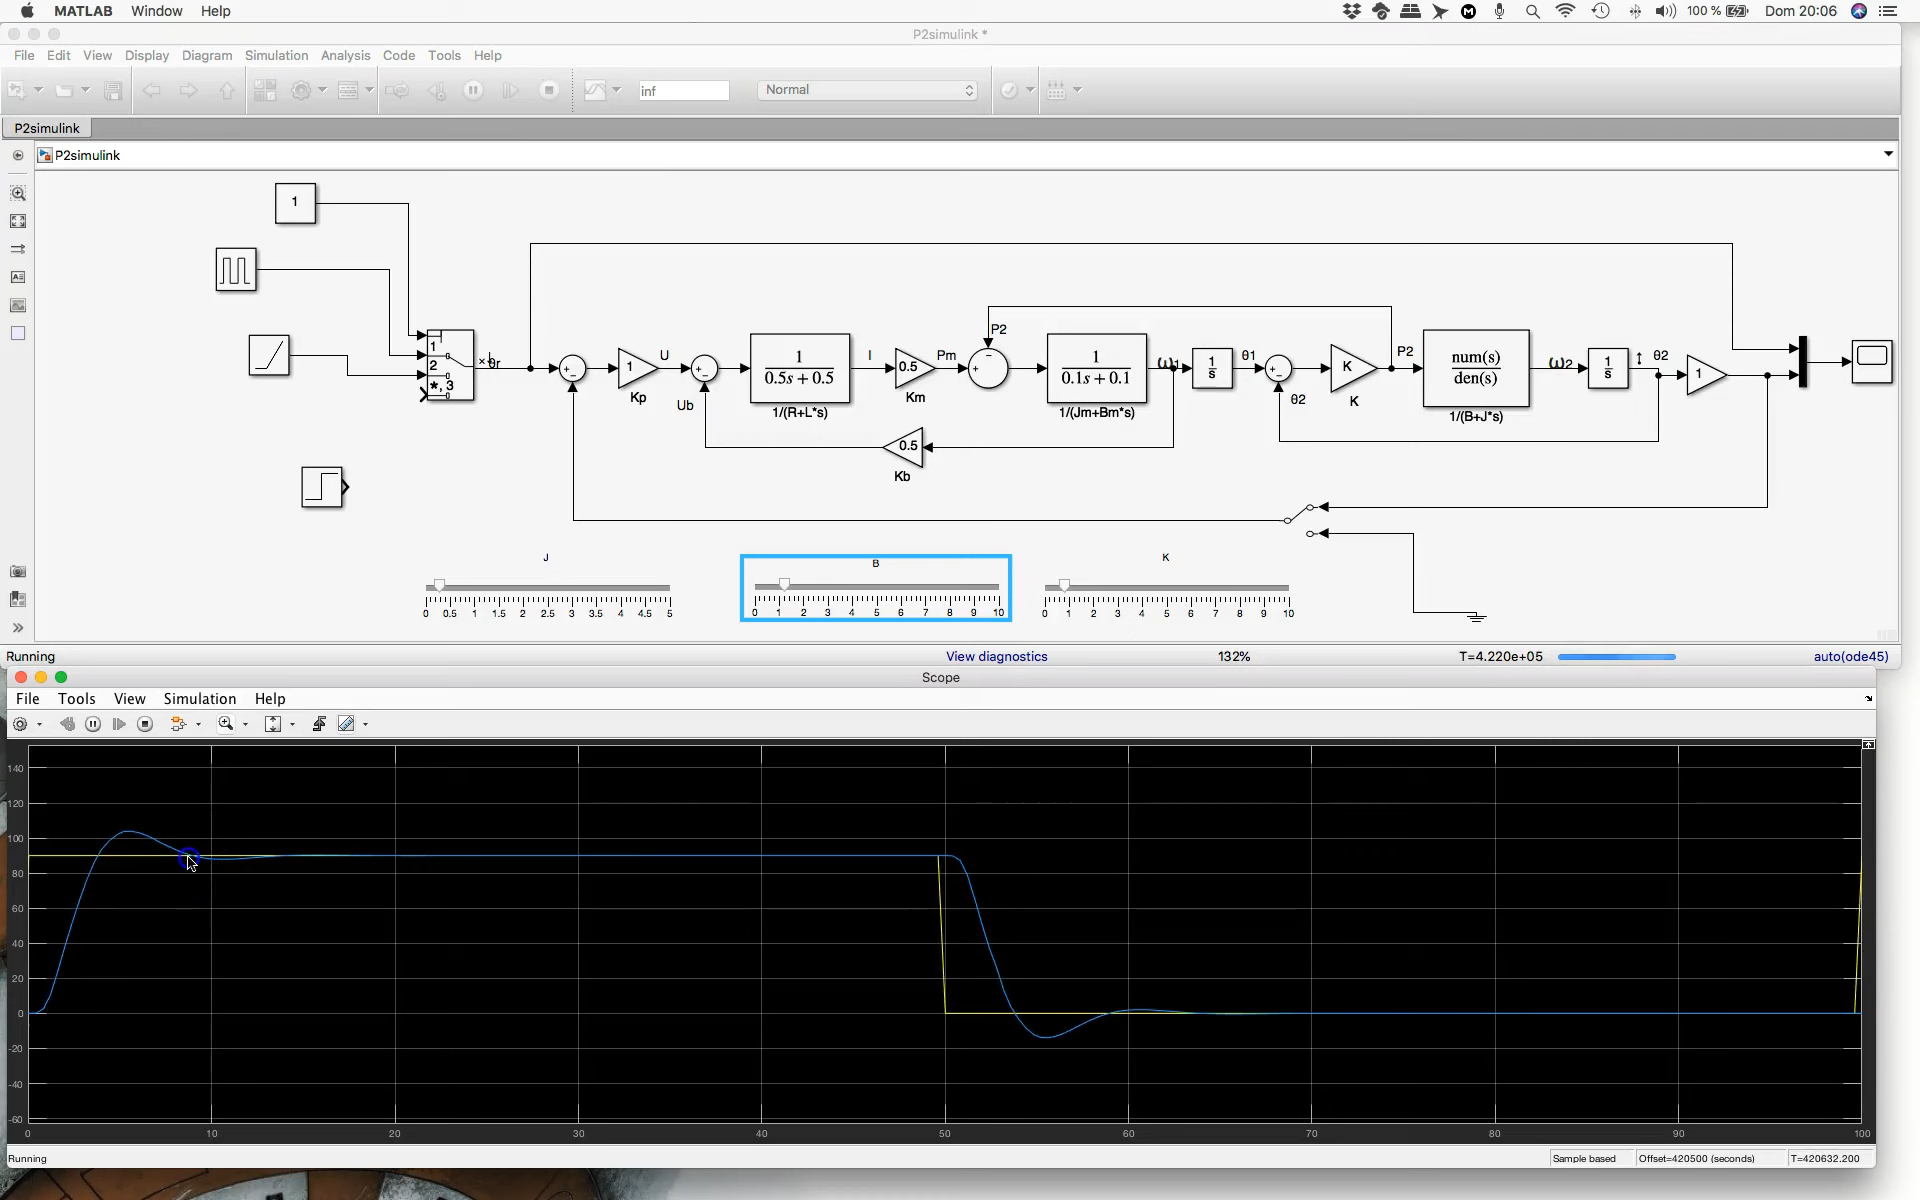 MATLAB Window Help
100 % Dom 20:06
P2simulink *
File Edit View Display Diagram Simulation Analysis Code Tools Help
inf Normal
P2simulink
P2simulink
1
1
2
*, 3
θr
1
Kp
U
Ub
1
0.5s + 0.5
1/(R+L*s)
I
0.5
Km
Pm
P2
1
0.1s + 0.1
1/(Jm+Bm*s)
ω1
1
s
θ1
θ2
K
K
P2
num(s)
den(s)
1/(B+J*s)
ω2
1
s
θ2
1
0.5
Kb
J
0 0.5 1 1.5 2 2.5 3 3.5 4 4.5 5
B
0 1 2 3 4 5 6 7 8 9 10
K
0 1 2 3 4 5 6 7 8 9 10
Running View diagnostics 132% T=4.220e+05 auto(ode45)
Scope
File Tools View Simulation Help
140
120
100
80
60
40
20
0
-20
-40
-60
0 10 20 30 40 50 60 70 80 90 100
Running Sample based Offset=420500 (seconds) T=420632.200